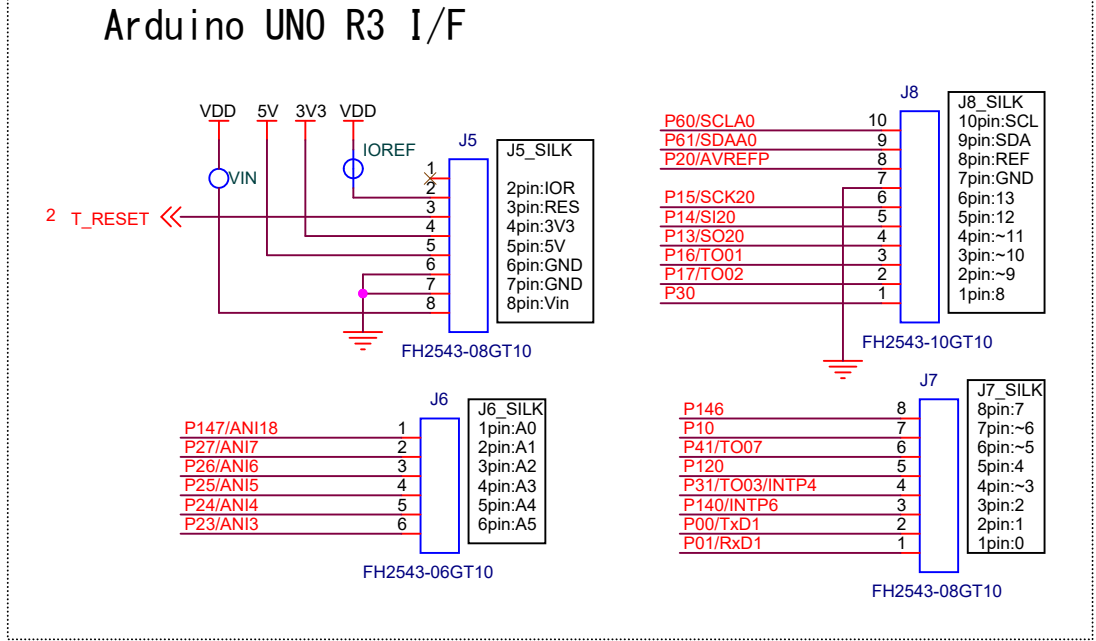 Arduino UNO R3 I/F
VDD 5V 3V3 VDD
IOREF
VIN
2 T_RESET
J5
1
2
3
4
5
6
7
8
FH2543-08GT10
J5_SILK
2pin:IOR
3pin:RES
4pin:3V3
5pin:5V
6pin:GND
7pin:GND
8pin:Vin
J8
P60/SCLA0 10
P61/SDAA0 9
P20/AVREFP 8
7
P15/SCK20 6
P14/SI20 5
P13/SO20 4
P16/TO01 3
P17/TO02 2
P30 1
FH2543-10GT10
J8_SILK
10pin:SCL
9pin:SDA
8pin:REF
7pin:GND
6pin:13
5pin:12
4pin:~11
3pin:~10
2pin:~9
1pin:8
J6
P147/ANI18 1
P27/ANI7 2
P26/ANI6 3
P25/ANI5 4
P24/ANI4 5
P23/ANI3 6
FH2543-06GT10
J6_SILK
1pin:A0
2pin:A1
3pin:A2
4pin:A3
5pin:A4
6pin:A5
J7
P146 8
P10 7
P41/TO07 6
P120 5
P31/TO03/INTP4 4
P140/INTP6 3
P00/TxD1 2
P01/RxD1 1
FH2543-08GT10
J7_SILK
8pin:7
7pin:~6
6pin:~5
5pin:4
4pin:~3
3pin:2
2pin:1
1pin:0